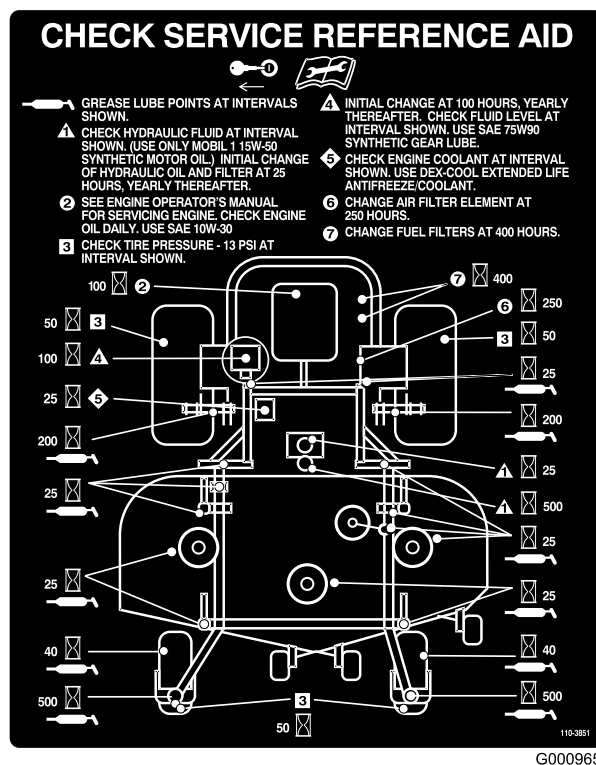 CHECK SERVICE REFERENCE AID
GREASE LUBE POINTS AT INTERVALS
SHOWN.
1 CHECK HYDRAULIC FLUID AT INTERVAL
SHOWN. (USE ONLY MOBIL 1 15W-50
SYNTHETIC MOTOR OIL.) INITIAL CHANGE
OF HYDRAULIC OIL AND FILTER AT 25
HOURS, YEARLY THEREAFTER.
2 SEE ENGINE OPERATOR'S MANUAL
FOR SERVICING ENGINE. CHECK ENGINE
OIL DAILY. USE SAE 10W-30
3 CHECK TIRE PRESSURE - 13 PSI AT
INTERVAL SHOWN.
4 INITIAL CHANGE AT 100 HOURS, YEARLY
THEREAFTER. CHECK FLUID LEVEL AT
INTERVAL SHOWN. USE SAE 75W90
SYNTHETIC GEAR LUBE.
5 CHECK ENGINE COOLANT AT INTERVAL
SHOWN. USE DEX-COOL EXTENDED LIFE
ANTIFREEZE/COOLANT.
6 CHANGE AIR FILTER ELEMENT AT
250 HOURS.
7 CHANGE FUEL FILTERS AT 400 HOURS.
100 2
7 400
6 250
50 3
3 50
100 4
25
25 5
200
200
1 25
25
1 500
25
25
25
40
40
500
500
3
50
110-3851
G000965